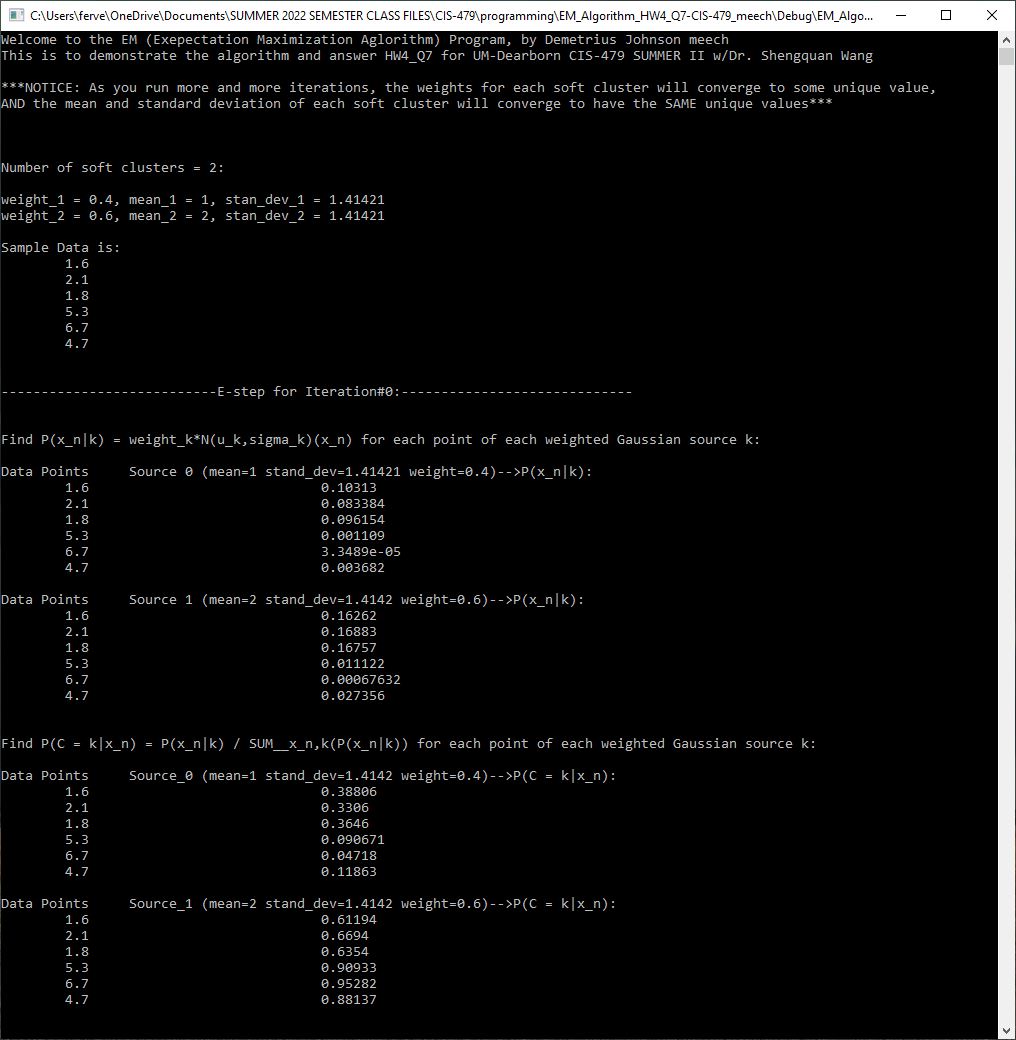 C:\Users\ferve\OneDrive\Documents\SUMMER 2022 SEMESTER CLASS FILES\CIS-479\programming\EM_Algorithm_HW4_Q7-CIS-479_meech\Debug\EM_Algo...
Welcome to the EM (Exepectation Maximization Aglorithm) Program, by Demetrius Johnson meech
This is to demonstrate the algorithm and answer HW4_Q7 for UM-Dearborn CIS-479 SUMMER II w/Dr. Shengquan Wang
***NOTICE: As you run more and more iterations, the weights for each soft cluster will converge to some unique value,
AND the mean and standard deviation of each soft cluster will converge to have the SAME unique values***
Number of soft clusters = 2:
weight_1 = 0.4, mean_1 = 1, stan_dev_1 = 1.41421
weight_2 = 0.6, mean_2 = 2, stan_dev_2 = 1.41421
Sample Data is:
1.6
2.1
1.8
5.3
6.7
4.7
---------------------------E-step for Iteration#0:-----------------------------
Find P(x_n|k) = weight_k*N(u_k,sigma_k)(x_n) for each point of each weighted Gaussian source k:
Data Points     Source 0 (mean=1 stand_dev=1.41421 weight=0.4)-->P(x_n|k):
1.6     0.10313
2.1     0.083384
1.8     0.096154
5.3     0.001109
6.7     3.3489e-05
4.7     0.003682
Data Points     Source 1 (mean=2 stand_dev=1.4142 weight=0.6)-->P(x_n|k):
1.6     0.16262
2.1     0.16883
1.8     0.16757
5.3     0.011122
6.7     0.00067632
4.7     0.027356
Find P(C = k|x_n) = P(x_n|k) / SUM__x_n,k(P(x_n|k)) for each point of each weighted Gaussian source k:
Data Points     Source_0 (mean=1 stand_dev=1.4142 weight=0.4)-->P(C = k|x_n):
1.6     0.38806
2.1     0.3306
1.8     0.3646
5.3     0.090671
6.7     0.04718
4.7     0.11863
Data Points     Source_1 (mean=2 stand_dev=1.4142 weight=0.6)-->P(C = k|x_n):
1.6     0.61194
2.1     0.6694
1.8     0.6354
5.3     0.90933
6.7     0.95282
4.7     0.88137